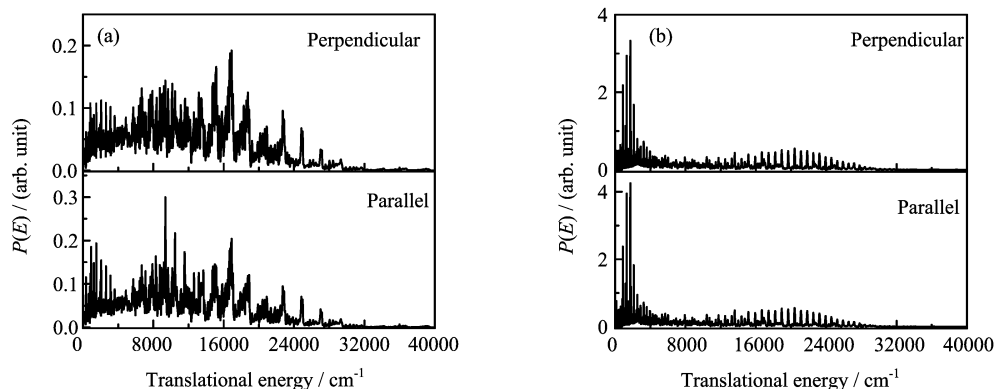 (a)
Perpendicular
0.2
0.1
0.0
Parallel
0.3
0.2
0.1
0.0
P(E) / (arb. unit)
0 8000 16000 24000 32000 40000
Translational energy / cm-1
(b)
Perpendicular
4
2
0
Parallel
4
2
0
P(E) / (arb. unit)
0 8000 16000 24000 32000 40000
Translational energy / cm-1